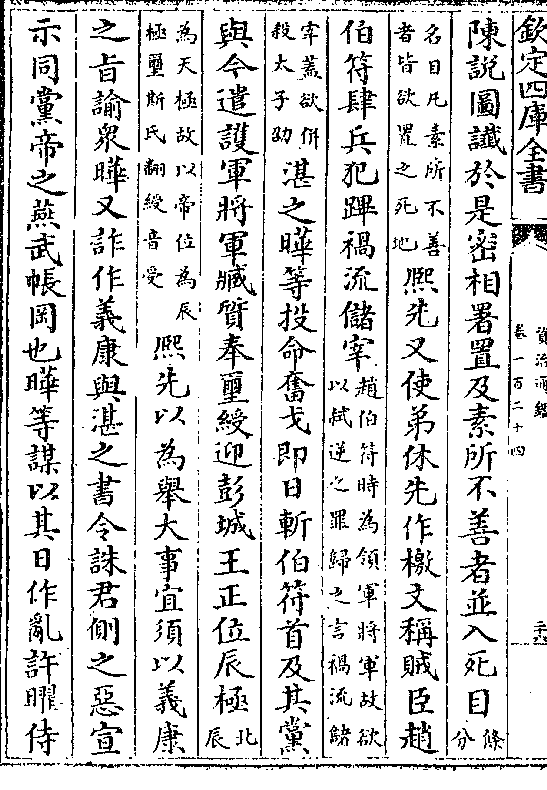 欽定四庫全書
資治通鑑
卷一百二十四
陳說圖讖於是密相署置及素所不善者並入死目條分
名目凡素所不善者皆欲置之死地熙先又使弟休先作檄文稱賊臣趙
伯符肆兵犯蹕禍流儲宰趙伯符時為領軍將軍故欲以弑逆之罪歸之言禍流儲
宰蓋欲併殺太子劭湛之曄等投命奮戈即日斬伯符首及其黨
與今遣護軍將軍臧質奉璽綬迎彭城王正位辰極北辰
為天極故以帝位為辰極璽斯氏翻綬音受熙先以為舉大事宜須以義康
之旨諭衆曄又詐作義康與湛之書令誅君側之惡宣
示同黨帝之燕武帳岡也曄等謀以其日作亂許曜侍